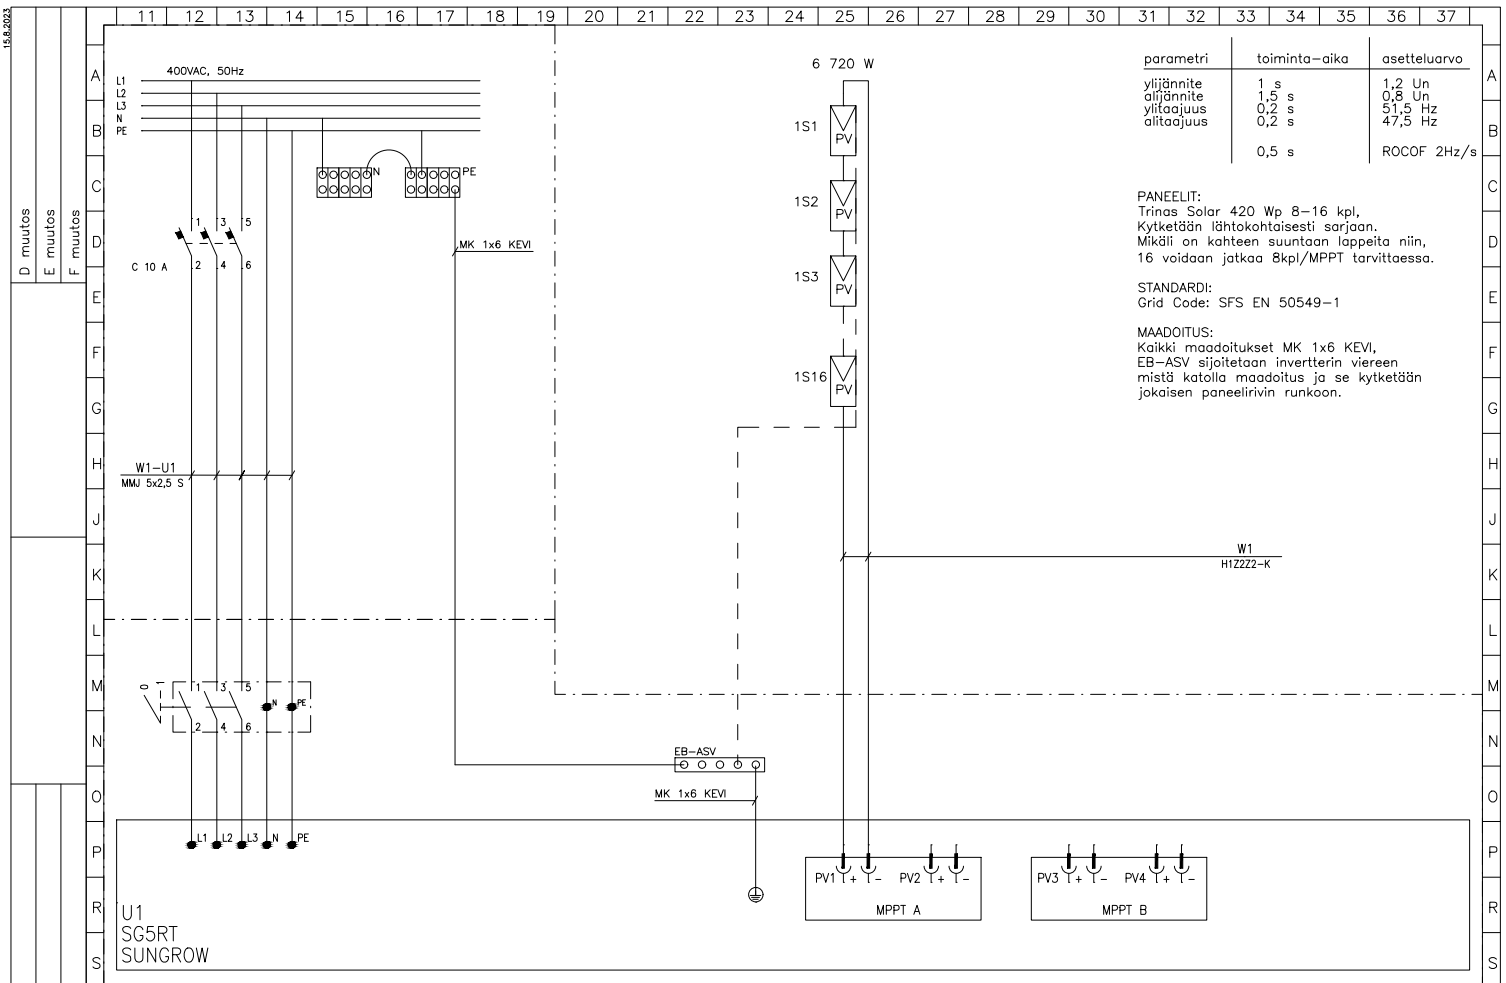 15.8.2023
11 12 13 14 15 16 17 18 19 20 21 22 23 24 25 26 27 28 29 30 31 32 33 34 35 36 37
A
B
C
D
E
F
G
H
J
K
L
M
N
O
P
R
S
D muutos
E muutos
F muutos
400VAC, 50Hz
L1
L2
L3
N
PE
N
PE
1 3 5
2 4 6
C 10 A
MK 1x6 KEVI
W1-U1
MMJ 5x2,5 S
0 1
1 3 5
N PE
2 4 6
EB-ASV
MK 1x6 KEVI
6 720 W
1S1
PV
1S2
PV
1S3
PV
1S16
PV
W1
H1Z2Z2-K
parametri toiminta-aika asetteluarvo
ylijännite 1 s 1,2 Un
alijännite 1,5 s 0,8 Un
ylitaajuus 0,2 s 51,5 Hz
alitaajuus 0,2 s 47,5 Hz
0,5 s ROCOF 2Hz/s
PANEELIT:
Trinas Solar 420 Wp 8-16 kpl,
Kytketään lähtokohtaisesti sarjaan.
Mikäli on kahteen suuntaan lappeita niin,
16 voidaan jatkaa 8kpl/MPPT tarvittaessa.
STANDARDI:
Grid Code: SFS EN 50549-1
MAADOITUS:
Kaikki maadoitukset MK 1x6 KEVI,
EB-ASV sijoitetaan invertterin viereen
mistä katolla maadoitus ja se kytketään
jokaisen paneelirivin runkoon.
L1 L2 L3 N PE
PV1 + - PV2 + -
MPPT A
PV3 + - PV4 + -
MPPT B
U1
SG5RT
SUNGROW
A
B
C
D
E
F
G
H
J
K
L
M
N
O
P
R
S